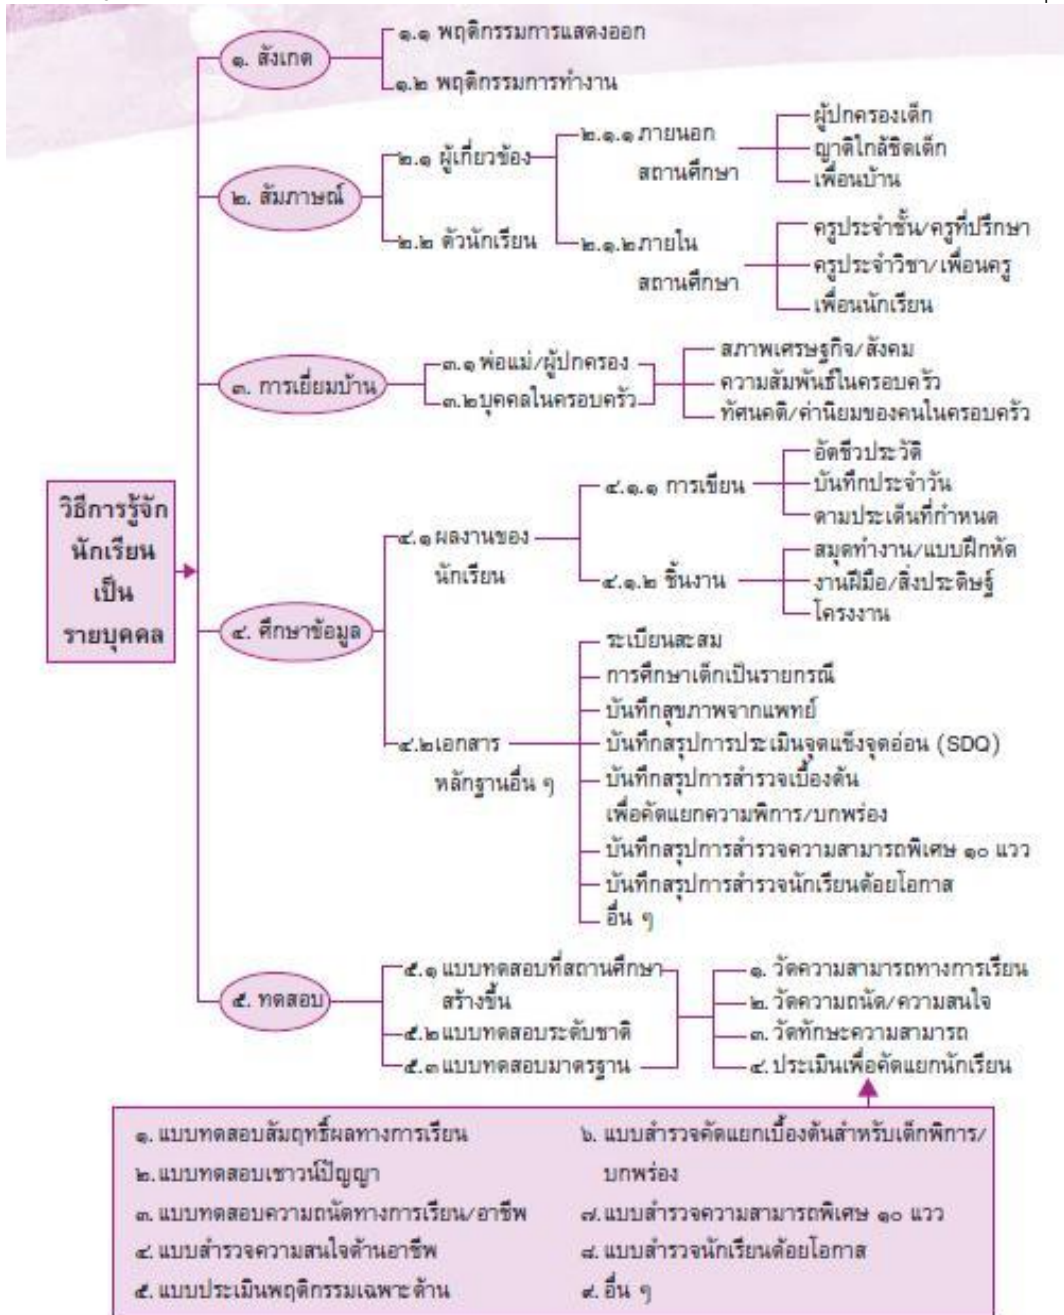 วิธีการรู้จัก
นักเรียน
เป็น
รายบุคคล
๑. สังเกต
๑.๑ พฤติกรรมการแสดงออก
๑.๒ พฤติกรรมการทำงาน
๒. สัมภาษณ์
๒.๑ ผู้เกี่ยวข้อง
๒.๑.๑ ภายนอก
สถานศึกษา
ผู้ปกครองเด็ก
ญาติใกล้ชิดเด็ก
เพื่อนบ้าน
๒.๒ ตัวนักเรียน
๒.๑.๒ ภายใน
สถานศึกษา
ครูประจำชั้น/ครูที่ปรึกษา
ครูประจำวิชา/เพื่อนครู
เพื่อนนักเรียน
๓. การเยี่ยมบ้าน
๓.๑ พ่อแม่/ผู้ปกครอง
๓.๒ บุคคลในครอบครัว
สภาพเศรษฐกิจ/สังคม
ความสัมพันธ์ในครอบครัว
ทัศนคติ/ค่านิยมของคนในครอบครัว
๔. ศึกษาข้อมูล
๔.๑ ผลงานของ
นักเรียน
๔.๑.๑ การเขียน
อัตชีวประวัติ
บันทึกประจำวัน
ตามประเด็นที่กำหนด
๔.๑.๒ ชิ้นงาน
สมุดทำงาน/แบบฝึกหัด
งานฝีมือ/สิ่งประดิษฐ์
โครงงาน
๔.๒ เอกสาร
หลักฐานอื่น ๆ
ระเบียนสะสม
การศึกษาเด็กเป็นรายกรณี
บันทึกสุขภาพจากแพทย์
บันทึกสรุปการประเมินจุดแข็งจุดอ่อน (SDQ)
บันทึกสรุปการสำรวจเบื้องต้น
เพื่อคัดแยกความพิการ/บกพร่อง
บันทึกสรุปการสำรวจความสามารถพิเศษ ๑๐ แวว
บันทึกสรุปการสำรวจนักเรียนด้อยโอกาส
อื่น ๆ
๕. ทดสอบ
๕.๑ แบบทดสอบที่สถานศึกษา
สร้างขึ้น
๕.๒ แบบทดสอบระดับชาติ
๕.๓ แบบทดสอบมาตรฐาน
๑. วัดความสามารถทางการเรียน
๒. วัดความถนัด/ความสนใจ
๓. วัดทักษะความสามารถ
๔. ประเมินเพื่อคัดแยกนักเรียน
๑. แบบทดสอบสัมฤทธิ์ผลทางการเรียน
๒. แบบทดสอบเชาวน์ปัญญา
๓. แบบทดสอบความถนัดทางการเรียน/อาชีพ
๔. แบบสำรวจความสนใจด้านอาชีพ
๕. แบบประเมินพฤติกรรมเฉพาะด้าน
๖. แบบสำรวจคัดแยกเบื้องต้นสำหรับเด็กพิการ/
บกพร่อง
๗. แบบสำรวจความสามารถพิเศษ ๑๐ แวว
๘. แบบสำรวจนักเรียนด้อยโอกาส
๙. อื่น ๆ